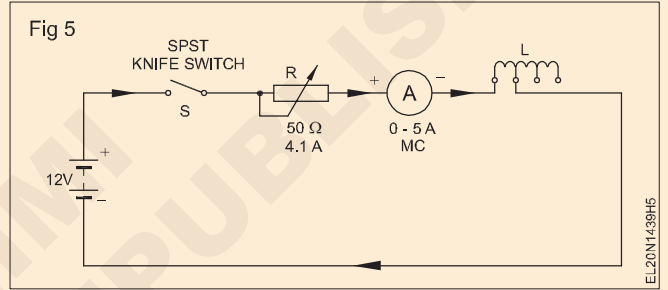 Fig 5
SPST
KNIFE SWITCH
S
R
50 Ω
4.1 A
+
A
−
0 - 5 A
MC
L
12V
+
−
EL20N1439H5